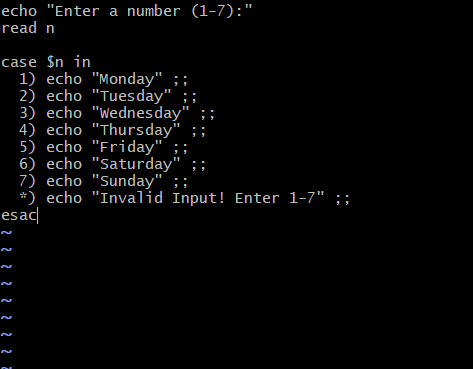 echo "Enter a number (1-7):"
read n

case $n in
  1) echo "Monday" ;;
  2) echo "Tuesday" ;;
  3) echo "Wednesday" ;;
  4) echo "Thursday" ;;
  5) echo "Friday" ;;
  6) echo "Saturday" ;;
  7) echo "Sunday" ;;
  *) echo "Invalid Input! Enter 1-7" ;;
esac
~
~
~
~
~
~
~
~
~